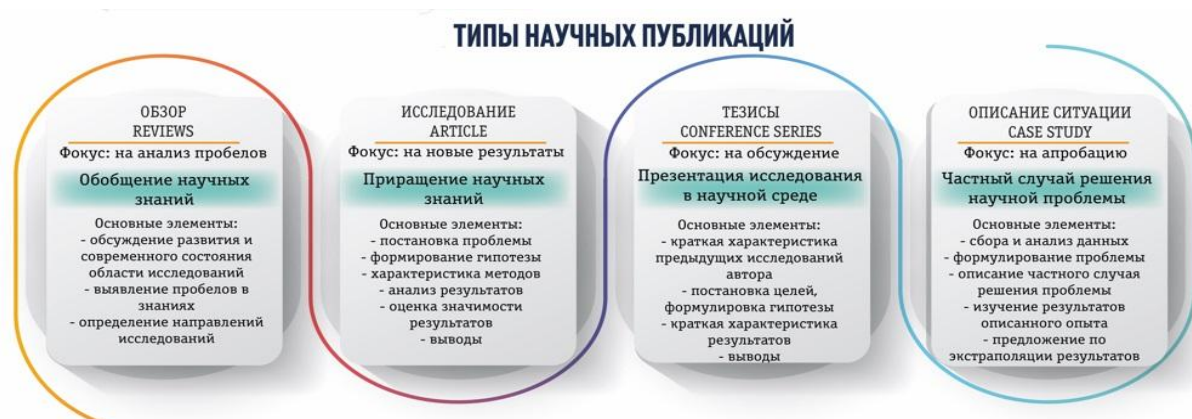 ТИПЫ НАУЧНЫХ ПУБЛИКАЦИЙ
ОБЗОР
REVIEWS
Фокус: на анализ пробелов
Обобщение научных
знаний
Основные элементы:
- обсуждение развития и
современного состояния
области исследований
- выявление пробелов в
знаниях
- определение направлений
исследований
ИССЛЕДОВАНИЕ
ARTICLE
Фокус: на новые результаты
Приращение научных
знаний
Основные элементы:
- постановка проблемы
- формирование гипотезы
- характеристика методов
- анализ результатов
- оценка значимости
результатов
- выводы
ТЕЗИСЫ
CONFERENCE SERIES
Фокус: на обсуждение
Презентация исследования
в научной среде
Основные элементы:
- краткая характеристика
предыдущих исследований
автора
- постановка целей,
формулировка гипотезы
- краткая характеристика
результатов
- выводы
ОПИСАНИЕ СИТУАЦИИ
CASE STUDY
Фокус: на апробацию
Частный случай решения
научной проблемы
Основные элементы:
- сбора и анализ данных
- формулирование проблемы
- описание частного случая
решения проблемы
- изучение результатов
описанного опыта
- предложение по
экстраполяции результатов